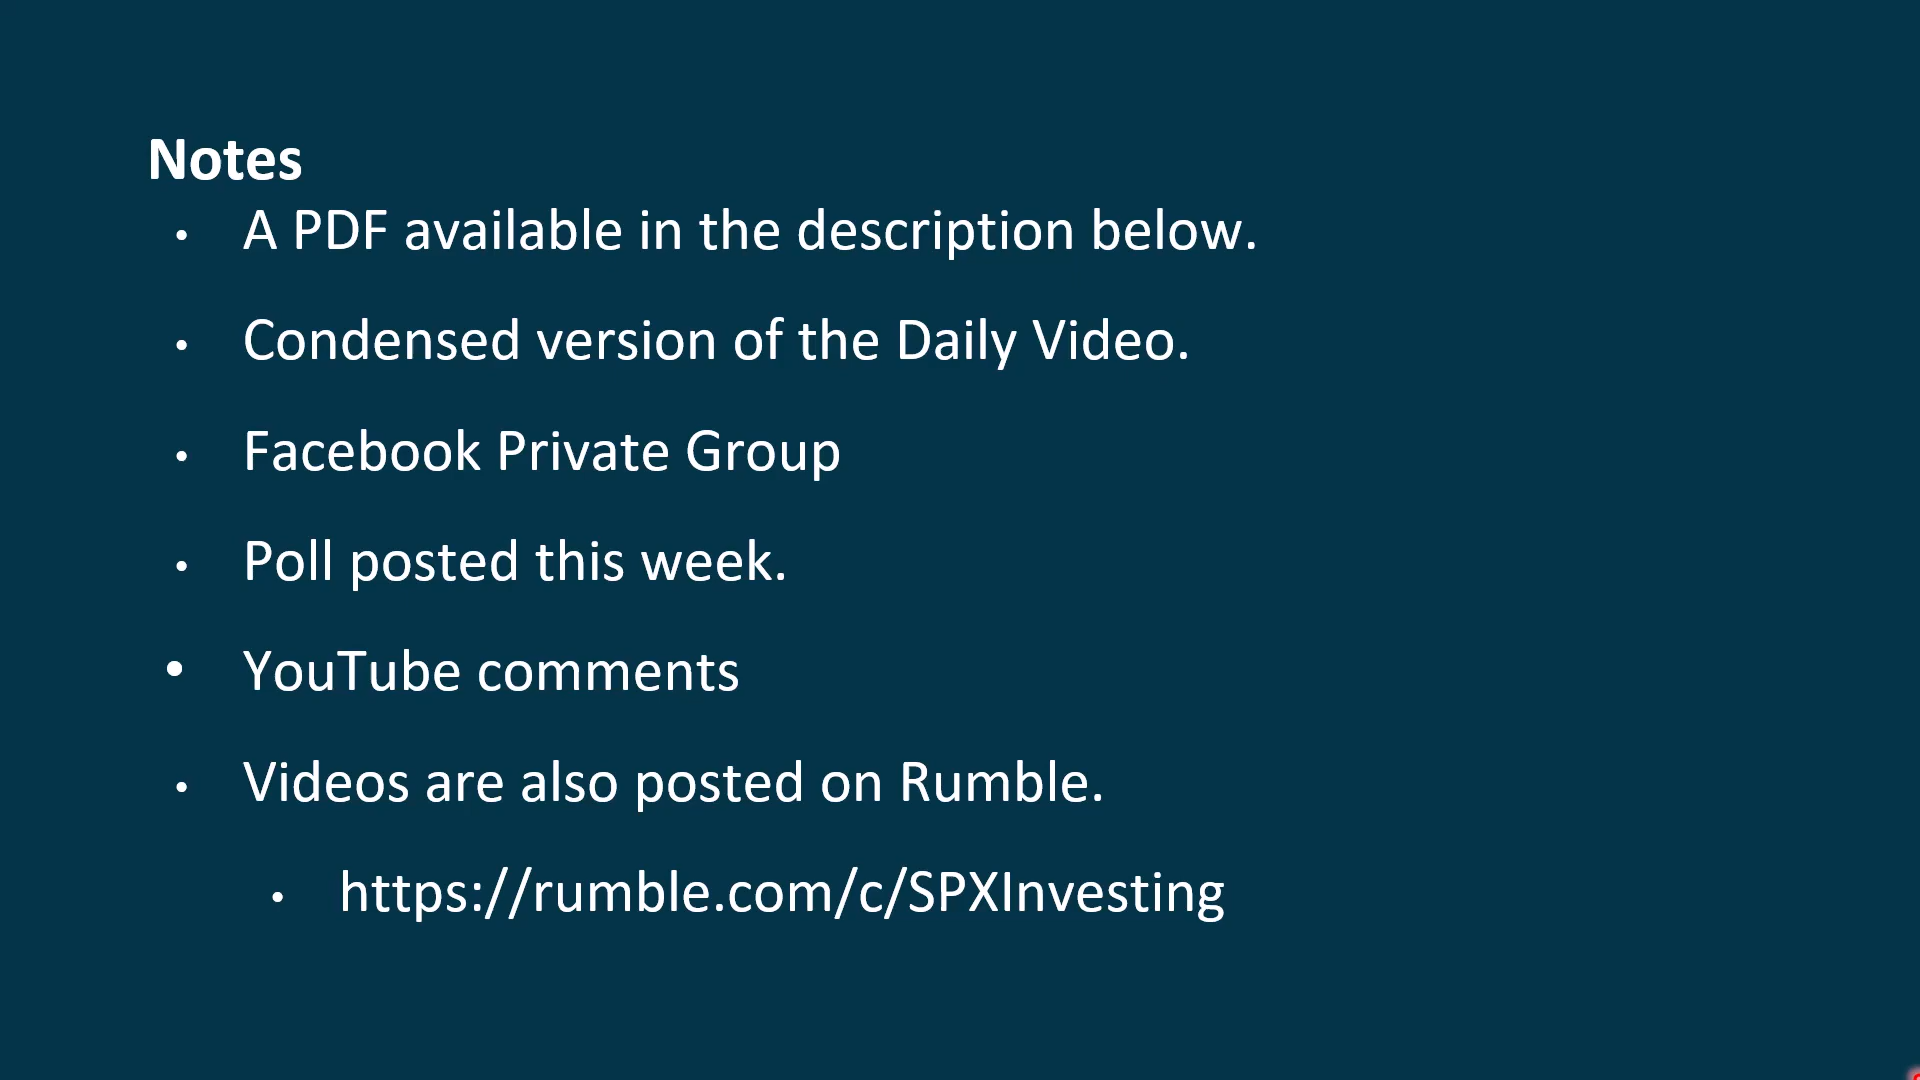 Notes
• A PDF available in the description below.
• Condensed version of the Daily Video.
• Facebook Private Group
• Poll posted this week.
• YouTube comments
• Videos are also posted on Rumble.
• https://rumble.com/c/SPXInvesting